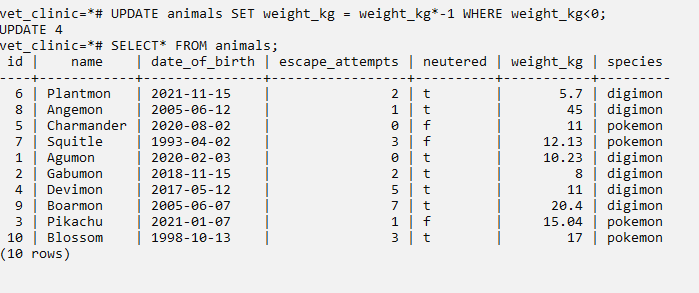 vet_clinic=*# UPDATE animals SET weight_kg = weight_kg*-1 WHERE weight_kg<0;
UPDATE 4
vet_clinic=*# SELECT* FROM animals;
 id |    name    | date_of_birth | escape_attempts | neutered | weight_kg | species
----+------------+---------------+-----------------+----------+-----------+---------
  6 | Plantmon   | 2021-11-15    |               2 | t        |       5.7 | digimon
  8 | Angemon    | 2005-06-12    |               1 | t        |        45 | digimon
  5 | Charmander | 2020-08-02    |               0 | f        |        11 | pokemon
  7 | Squitle    | 1993-04-02    |               3 | f        |     12.13 | pokemon
  1 | Agumon     | 2020-02-03    |               0 | t        |     10.23 | digimon
  2 | Gabumon    | 2018-11-15    |               2 | t        |         8 | digimon
  4 | Devimon    | 2017-05-12    |               5 | t        |        11 | digimon
  9 | Boarmon    | 2005-06-07    |               7 | t        |      20.4 | digimon
  3 | Pikachu    | 2021-01-07    |               1 | f        |     15.04 | pokemon
 10 | Blossom    | 1998-10-13    |               3 | t        |        17 | pokemon
(10 rows)